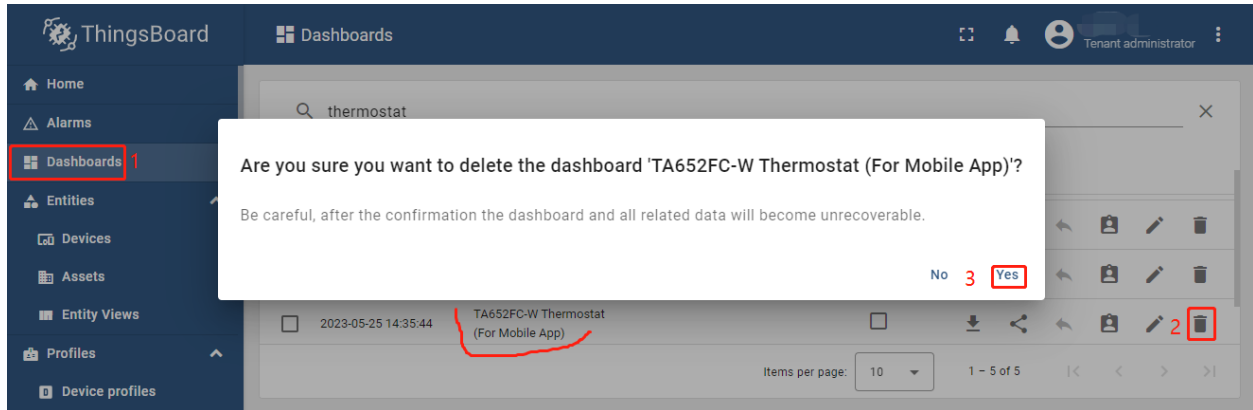 ThingsBoard
Dashboards
Tenant administrator
Home
thermostat
Alarms
Dashboards 1
Are you sure you want to delete the dashboard 'TA652FC-W Thermostat (For Mobile App)'?
Entities
Be careful, after the confirmation the dashboard and all related data will become unrecoverable.
Devices
Assets
No 3 Yes
Entity Views
2023-05-25 14:35:44
TA652FC-W Thermostat
(For Mobile App)
2
Profiles
Items per page: 10 1 – 5 of 5
Device profiles